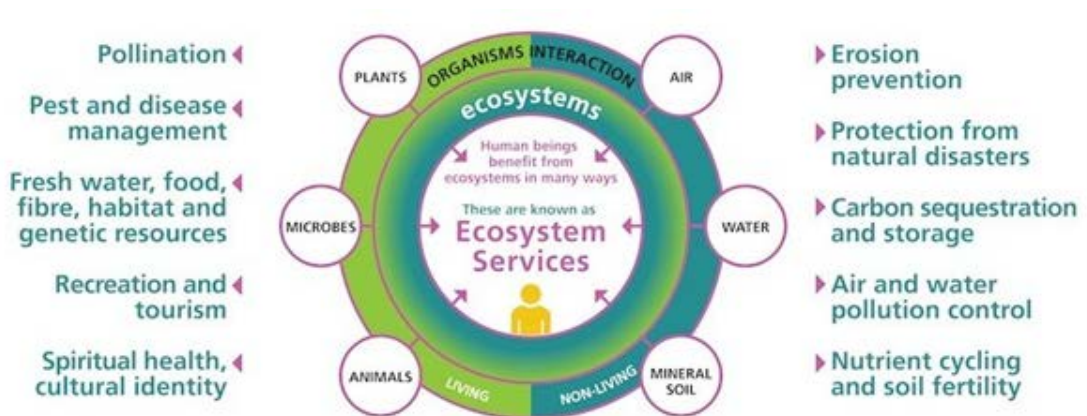 Pollination
Pest and disease
management
Fresh water, food,
fibre, habitat and
genetic resources
Recreation and
tourism
Spiritual health,
cultural identity
PLANTS
MICROBES
ANIMALS
ORGANISMS INTERACTION
ecosystems
Human beings
benefit from
ecosystems in many ways
These are known as
Ecosystem
Services
LIVING
NON-LIVING
AIR
WATER
MINERAL
SOIL
Erosion
prevention
Protection from
natural disasters
Carbon sequestration
and storage
Air and water
pollution control
Nutrient cycling
and soil fertility